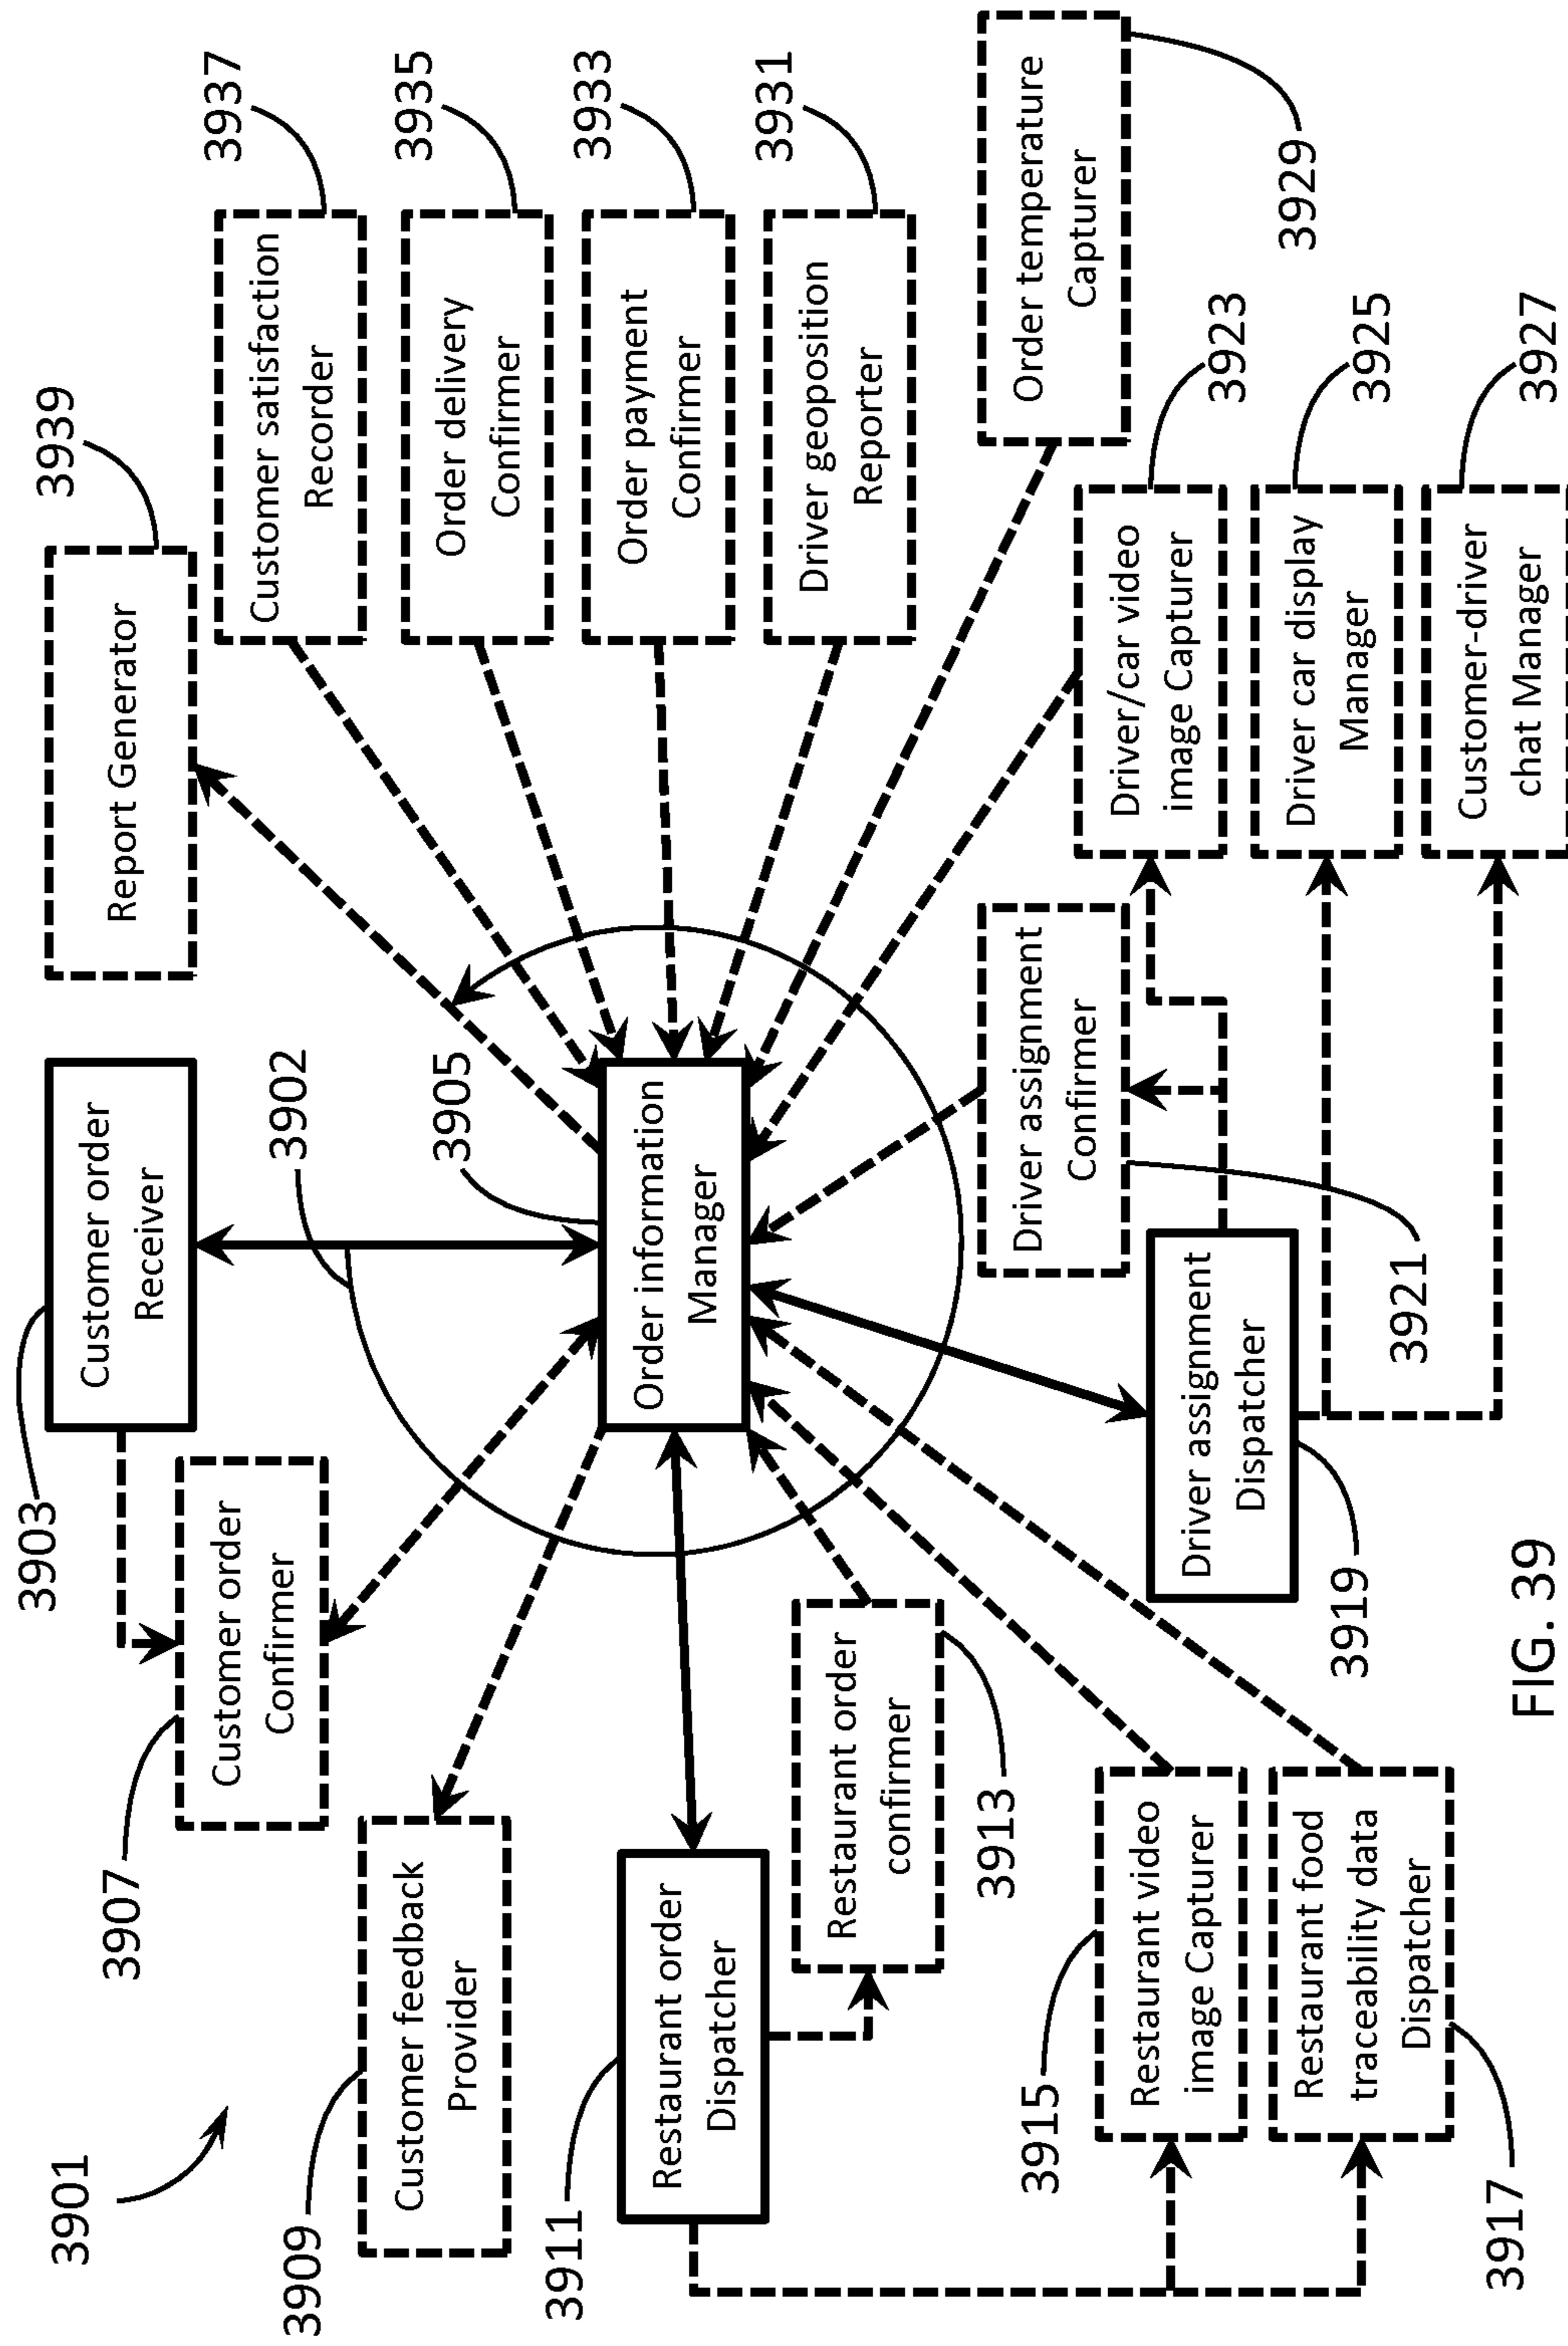 3901
3903
Customer order
Receiver
3939
Report Generator
3907
Customer order
Confirmer
3902
3937
Customer satisfaction
Recorder
3909
Customer feedback
Provider
3905
Order information
Manager
3935
Order delivery
Confirmer
3933
Order payment
Confirmer
3911
Restaurant order
Dispatcher
3931
Driver geoposition
Reporter
Restaurant order
confirmer
3913
Driver assignment
Confirmer
3921
Order temperature
Capturer
3929
3915
Restaurant video
image Capturer
Restaurant food
traceability data
Dispatcher
3917
Driver assignment
Dispatcher
3919
Driver/car video
image Capturer
3923
Driver car display
Manager
3925
Customer-driver
chat Manager
3927
FIG. 39